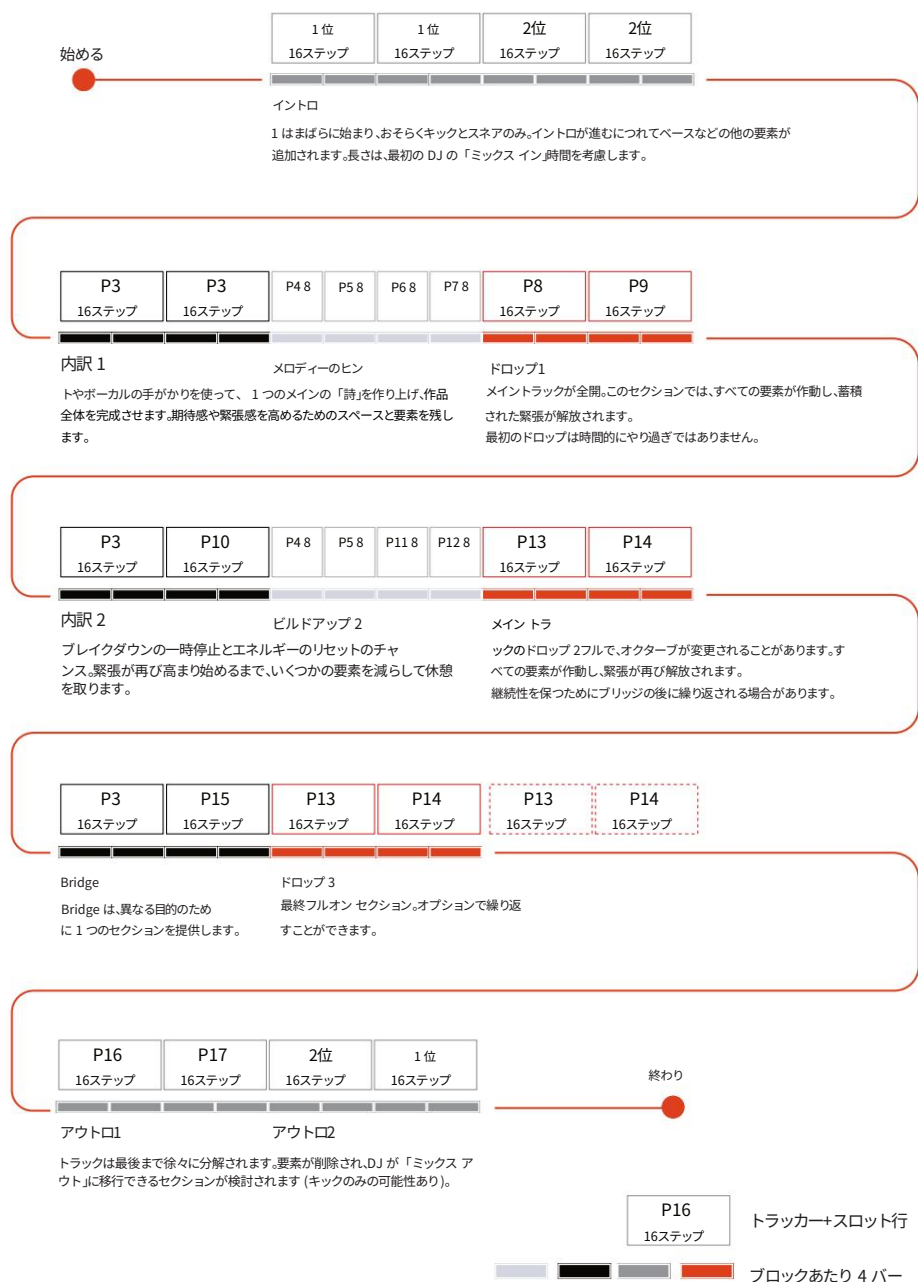 始める
1 位 1 位 2位 2位
16ステップ 16ステップ 16ステップ 16ステップ
イントロ
1 はまばらに始まり、おそらくキックとスネアのみ。イントロが進むにつれてベースなどの他の要素が
追加されます。長さは、最初の DJ の「ミックス イン」時間を考慮します。
P3 P3 P4 8 P5 8 P6 8 P7 8 P8 P9
16ステップ 16ステップ 16ステップ 16ステップ
内訳 1
トやボーカルの手がかりを使って、 1 つのメインの「詩」を作り上げ、作品
全体を完成させます。期待感や緊張感を高めるためのスペースと要素を残し
ます。
メロディーのヒン
ドロップ1
メイントラックが全開。このセクションでは、すべての要素が作動し、蓄積
された緊張が解放されます。
最初のドロップは時間的にやり過ぎではありません。
P3 P10 P4 8 P5 8 P11 8 P12 8 P13 P14
16ステップ 16ステップ 16ステップ 16ステップ
内訳 2
ブレイクダウンの一時停止とエネルギーのリセットのチャ
ンス。緊張が再び高まり始めるまで、いくつかの要素を減らして休憩
を取ります。
ビルドアップ 2
メイン トラ
ックのドロップ 2フルで、オクターブが変更されることがあります。す
べての要素が作動し、緊張が再び解放されます。
継続性を保つためにブリッジの後に繰り返される場合があります。
P3 P15 P13 P14 P13 P14
16ステップ 16ステップ 16ステップ 16ステップ 16ステップ 16ステップ
Bridge
Bridge は、異なる目的のため
に 1 つのセクションを提供します。
ドロップ 3
最終フルオン セクション。オプションで繰り返
すことができます。
P16 P17 2位 1 位
16ステップ 16ステップ 16ステップ 16ステップ
終わり
アウトロ1
アウトロ2
トラックは最後まで徐々に分解されます。要素が削除され、DJ が「ミックス ア
ウト」に移行できるセクションが検討されます (キックのみの可能性あり)。
P16
16ステップ
トラッカー+スロット行
ブロックあたり 4 バー